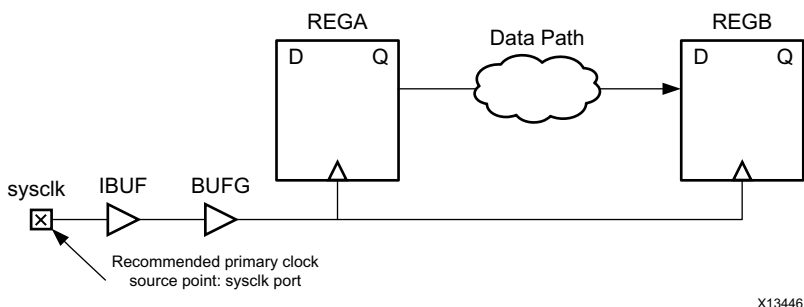 REGA
REGB
Data Path
D Q
D Q
sysclk
IBUF
BUFG
Recommended primary clock
source point: sysclk port
X13446